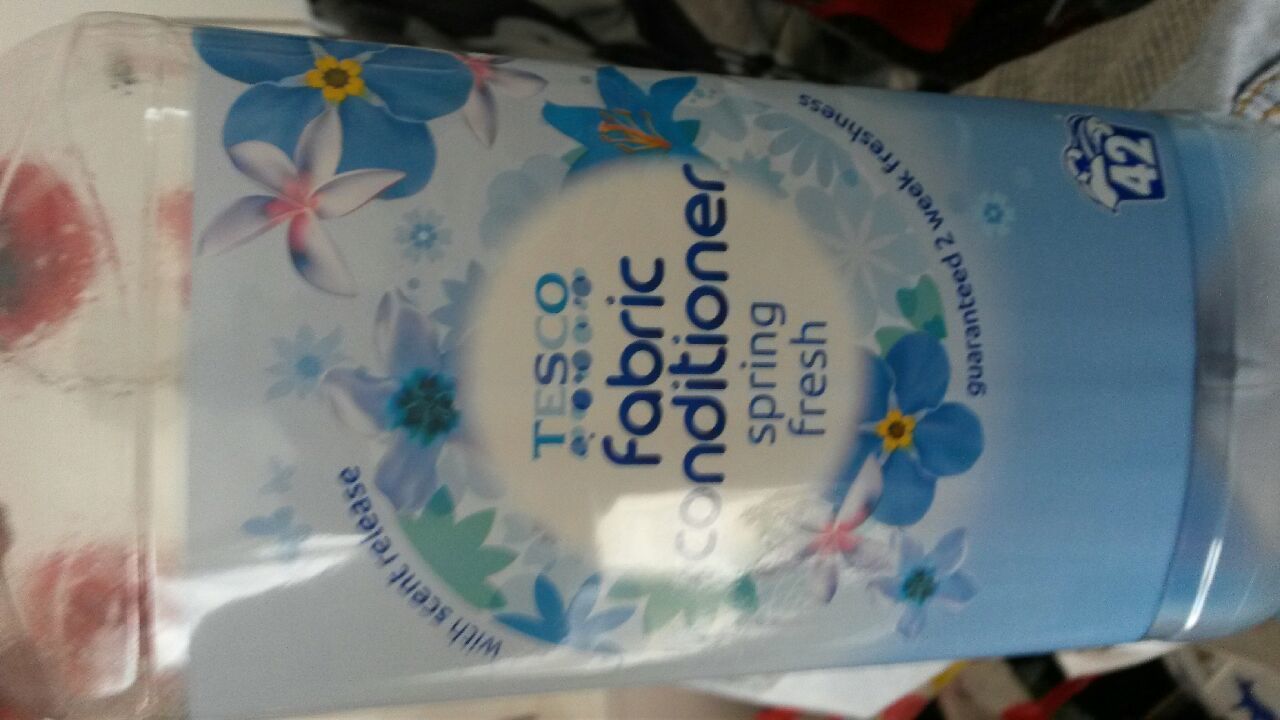 with scent release
TESCO
fabric
conditioner
spring
fresh
guaranteed 2 week freshness
42